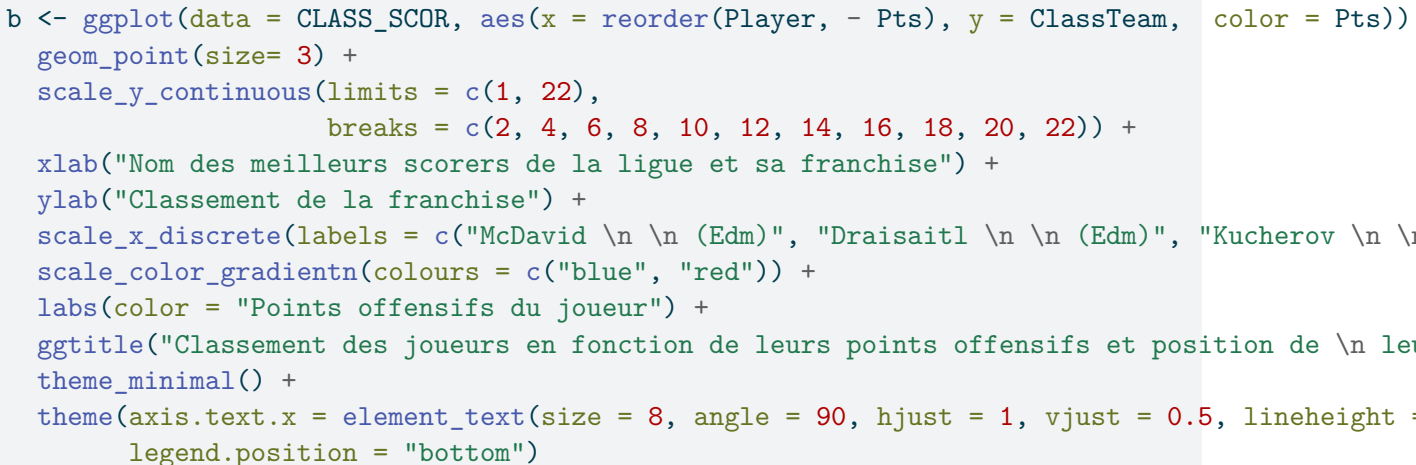 b <- ggplot(data = CLASS_SCOR, aes(x = reorder(Player, - Pts), y = ClassTeam,  color = Pts))
  geom_point(size= 3) +
  scale_y_continuous(limits = c(1, 22),
                     breaks = c(2, 4, 6, 8, 10, 12, 14, 16, 18, 20, 22)) +
  xlab("Nom des meilleurs scorers de la ligue et sa franchise") +
  ylab("Classement de la franchise") +
  scale_x_discrete(labels = c("McDavid \n \n (Edm)", "Draisaitl \n \n (Edm)", "Kucherov \n
  scale_color_gradientn(colours = c("blue", "red")) +
  labs(color = "Points offensifs du joueur") +
  ggtitle("Classement des joueurs en fonction de leurs points offensifs et position de \n
  theme_minimal() +
  theme(axis.text.x = element_text(size = 8, angle = 90, hjust = 1, vjust = 0.5, lineheight =
        legend.position = "bottom")